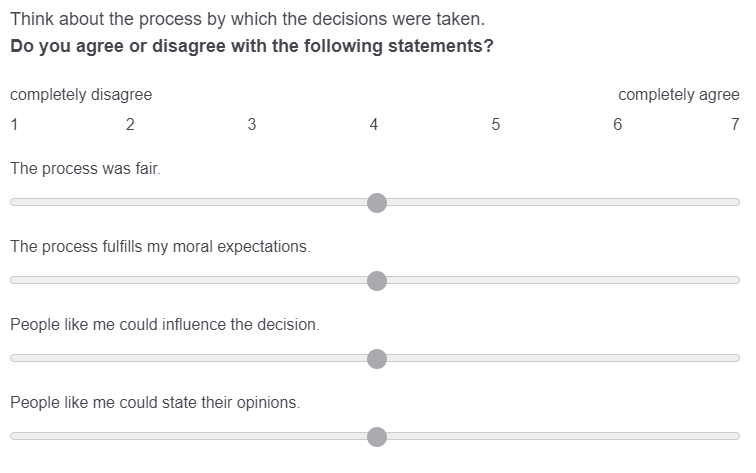 Think about the process by which the decisions were taken.
Do you agree or disagree with the following statements?
completely disagree completely agree
1 2 3 4 5 6 7
The process was fair.
The process fulfills my moral expectations.
People like me could influence the decision.
People like me could state their opinions.